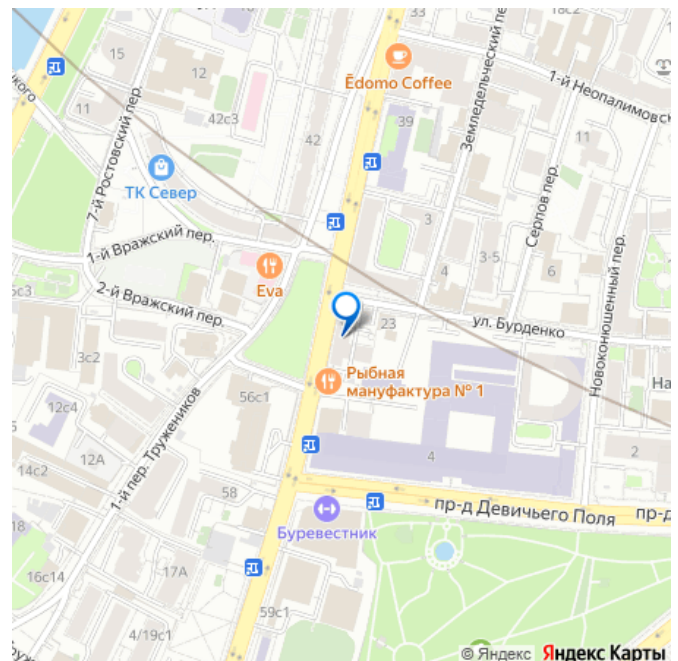 18с2
15
12
Ēdomo Coffee
1-й Неопалимовск
Земледельческий пер.
7-й Ростовский пер.
11
42с3
42
39
11
ТК Север
3
Серпов пер.
1-й Вражский пер.
4
3-5
6
Новоконюшенный пер.
Eva
2-й Вражский пер.
23
ул. Бурденко
3с2
Рыбная
мануфактура № 1
На
12с4
56с1
1-й пер. Тружеников
12А
4
2
14с2
58
пр-д Девичьего Поля
пр-д
18
Буревестник
16с14
17А
59с1
4/19с1
© Яндекс Яндекс Карты